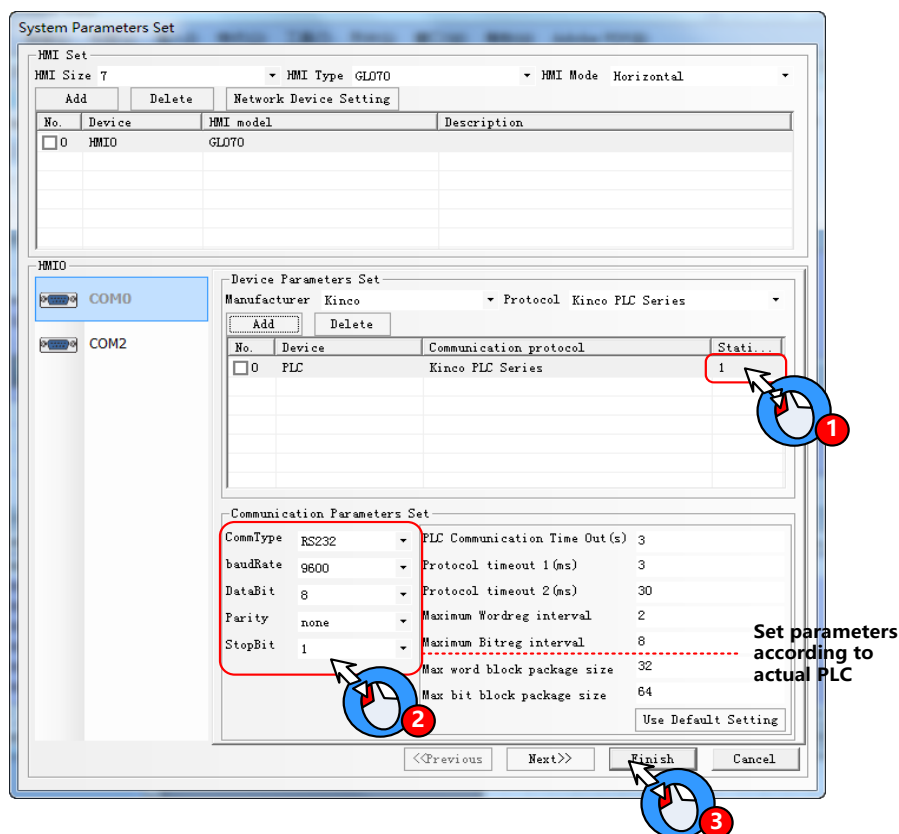 System Parameters Set
HMI Set
HMI Size 7 HMI Type GL070 HMI Mode Horizontal
Add Delete Network Device Setting
No. Device HMI model Description
0 HMI0 GL070
HMI0
COM0
COM2
Device Parameters Set
Manufacturer Kinco Protocol Kinco PLC Series
Add Delete
No. Device Communication protocol Stati...
0 PLC Kinco PLC Series 1
1
Communication Parameters Set
CommType RS232 PLC Communication Time Out(s) 3
baudRate 9600 Protocol timeout 1(ms) 3
DataBit 8 Protocol timeout 2(ms) 30
Parity none Maximum Wordreg interval 2
StopBit 1 Maximum Bitreg interval 8
Max word block package size 32
Max bit block package size 64
2
Set parameters
according to
actual PLC
Use Default Setting
<<Previous Next>> Finish Cancel
3